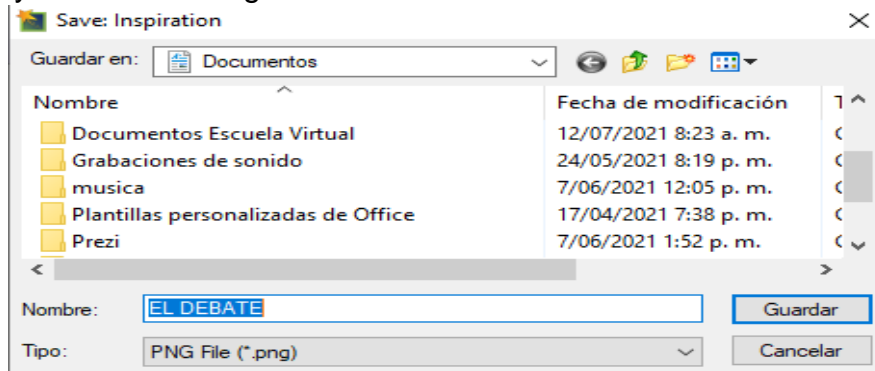 Save: Inspiration
Guardar en: Documentos
Nombre Fecha de modificación
Documentos Escuela Virtual 12/07/2021 8:23 a. m.
Grabaciones de sonido 24/05/2021 8:19 p. m.
musica 7/06/2021 12:05 p. m.
Plantillas personalizadas de Office 17/04/2021 7:38 p. m.
Prezi 7/06/2021 1:52 p. m.
Nombre: EL DEBATE Guardar
Tipo: PNG File (*.png) Cancelar